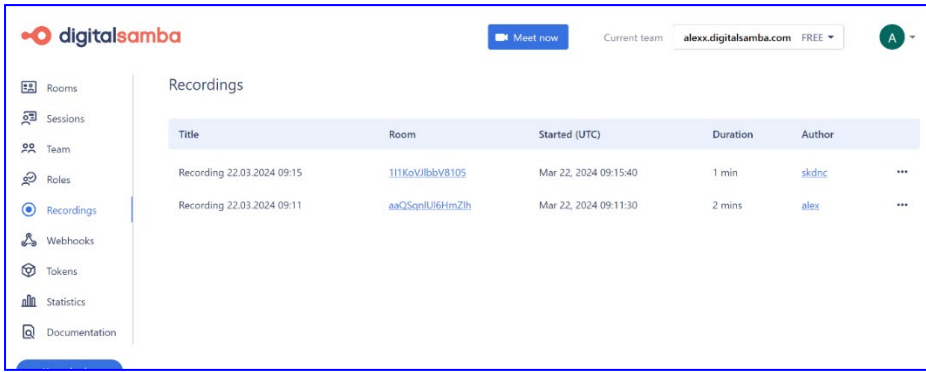 digitalsamba
Meet now
Current team
alexx.digitalsamba.com FREE
A
Rooms
Sessions
Team
Roles
Recordings
Webhooks
Tokens
Statistics
Documentation
Recordings
Title Room Started (UTC) Duration Author
Recording 22.03.2024 09:15 1I1KoVJlbbV8105 Mar 22, 2024 09:15:40 1 min skdnc
Recording 22.03.2024 09:11 aaQSqnlUl6HmZlh Mar 22, 2024 09:11:30 2 mins alex